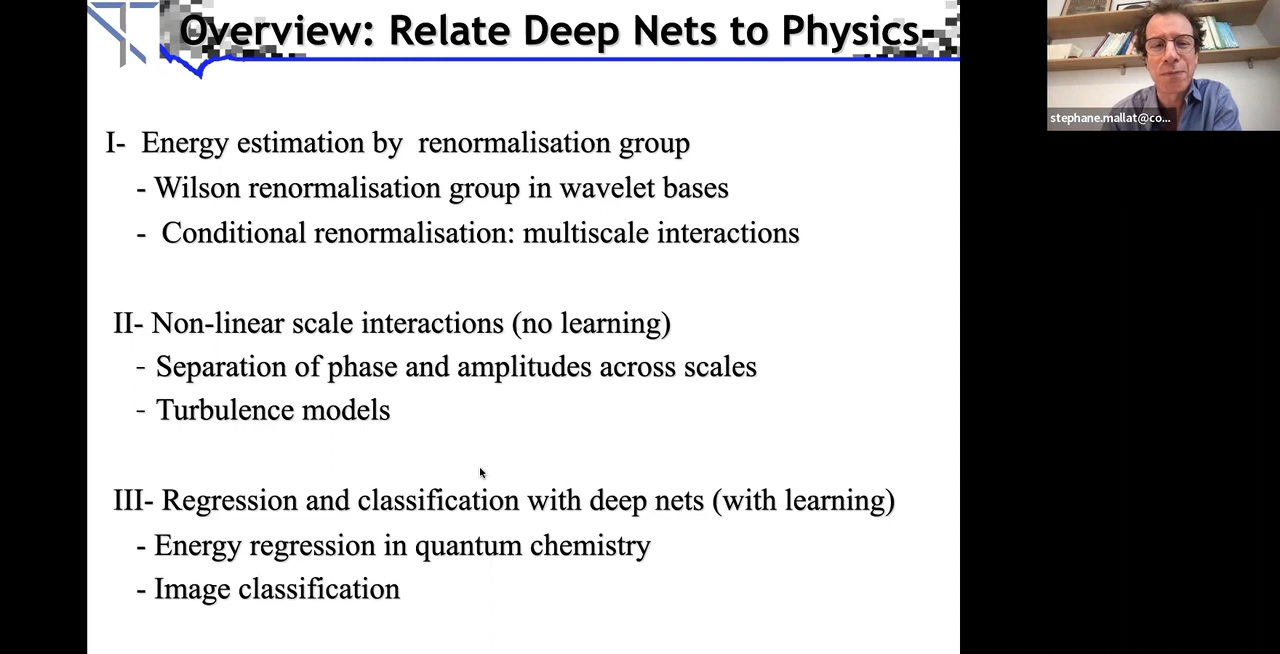 Overview: Relate Deep Nets to Physics
I- Energy estimation by renormalisation group
- Wilson renormalisation group in wavelet bases
- Conditional renormalisation: multiscale interactions
II- Non-linear scale interactions (no learning)
- Separation of phase and amplitudes across scales
- Turbulence models
III- Regression and classification with deep nets (with learning)
- Energy regression in quantum chemistry
- Image classification
stephane.mallat@co...